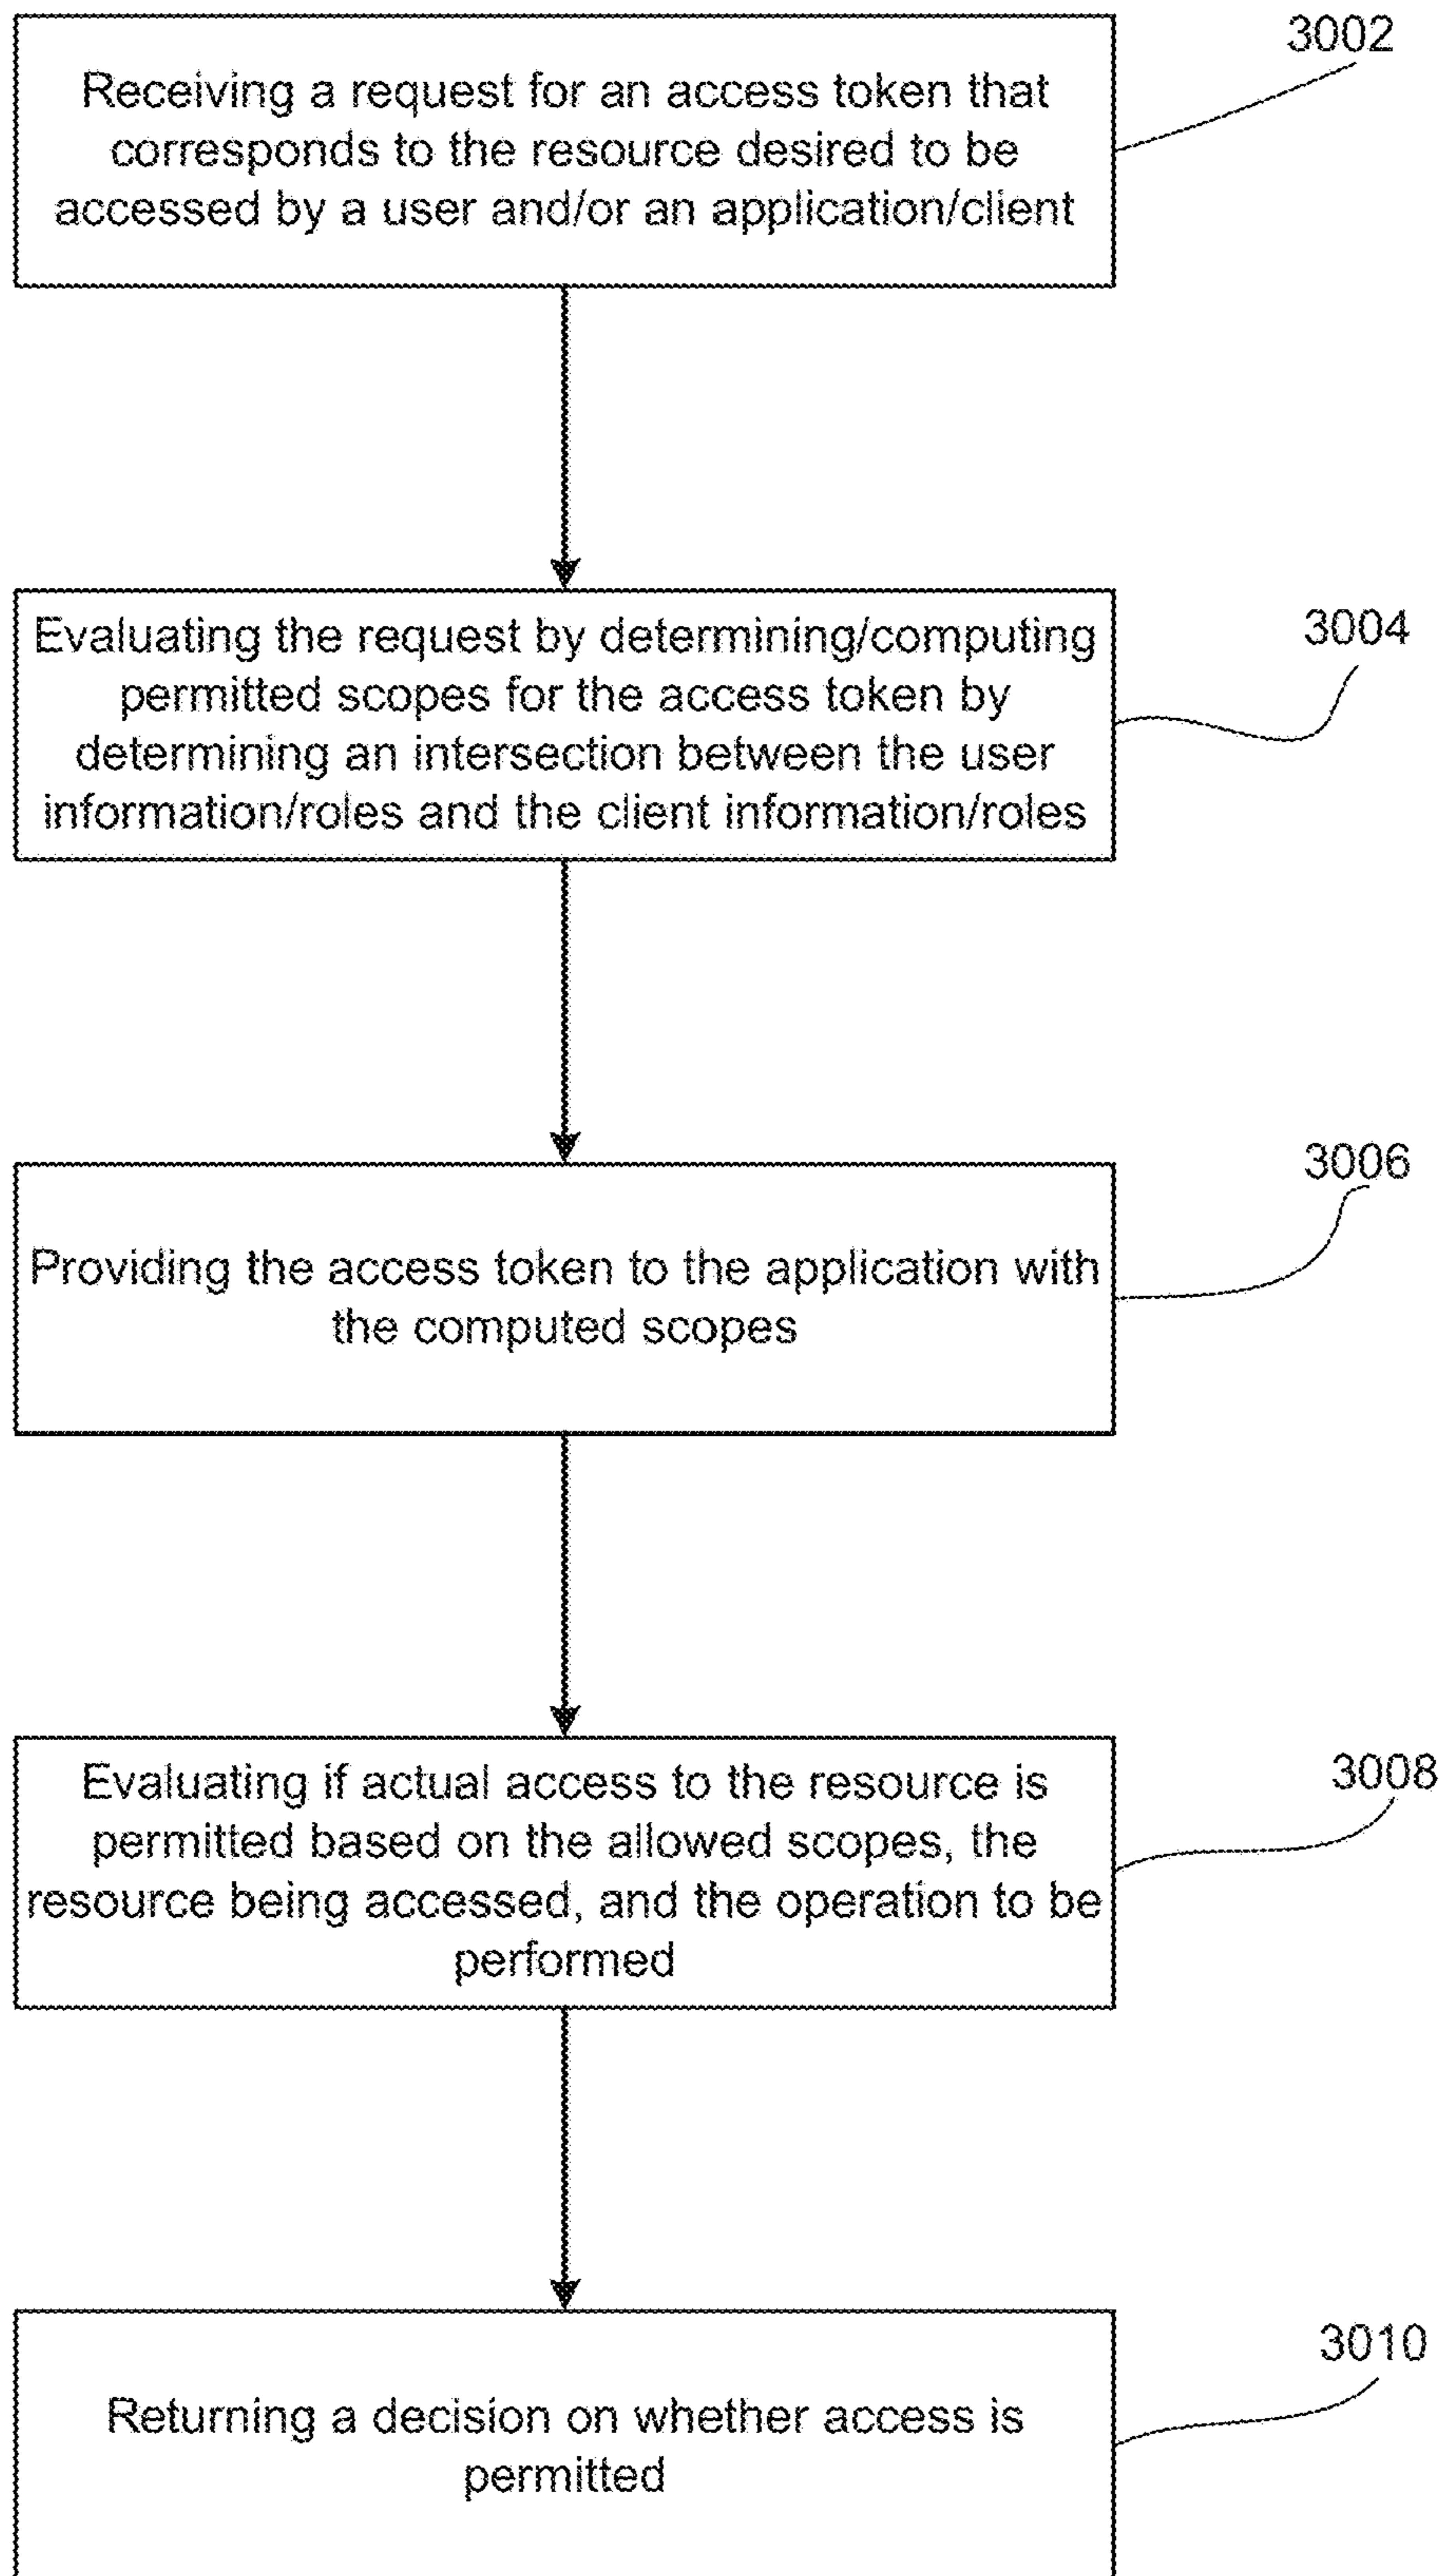 Receiving a request for an access token that
corresponds to the resource desired to be
accessed by a user and/or an application/client
3002
Evaluating the request by determining/computing
permitted scopes for the access token by
determining an intersection between the user
information/roles and the client information/roles
3004
Providing the access token to the application with
the computed scopes
3006
Evaluating if actual access to the resource is
permitted based on the allowed scopes, the
resource being accessed, and the operation to be
performed
3008
Returning a decision on whether access is
permitted
3010